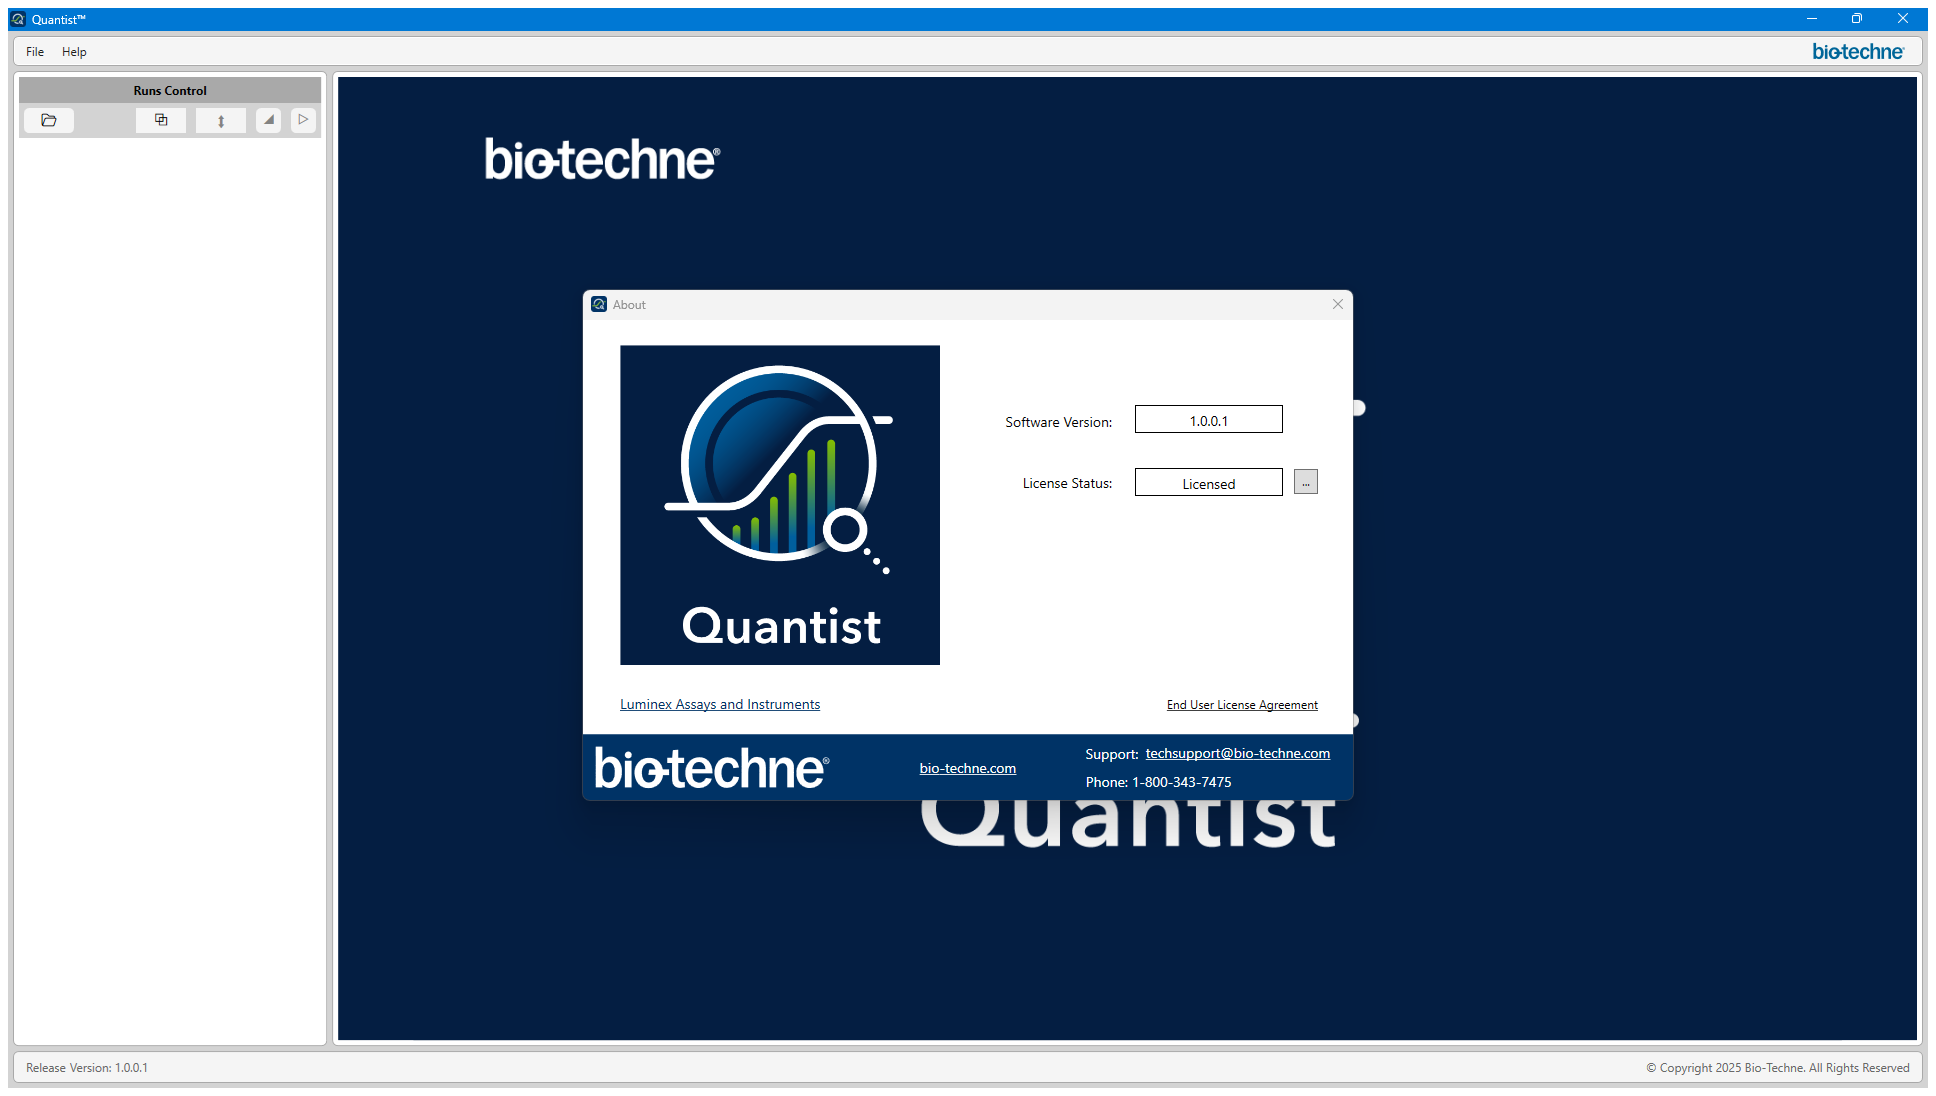 Quantist™
File Help
bio-techne®
Runs Control
bio-techne®
About
Software Version: 1.0.0.1
License Status: Licensed ...
Quantist
Luminex Assays and Instruments
End User License Agreement
bio-techne®
bio-techne.com
Support: techsupport@bio-techne.com
Phone: 1-800-343-7475
Quantist
Release Version: 1.0.0.1
© Copyright 2025 Bio-Techne. All Rights Reserved